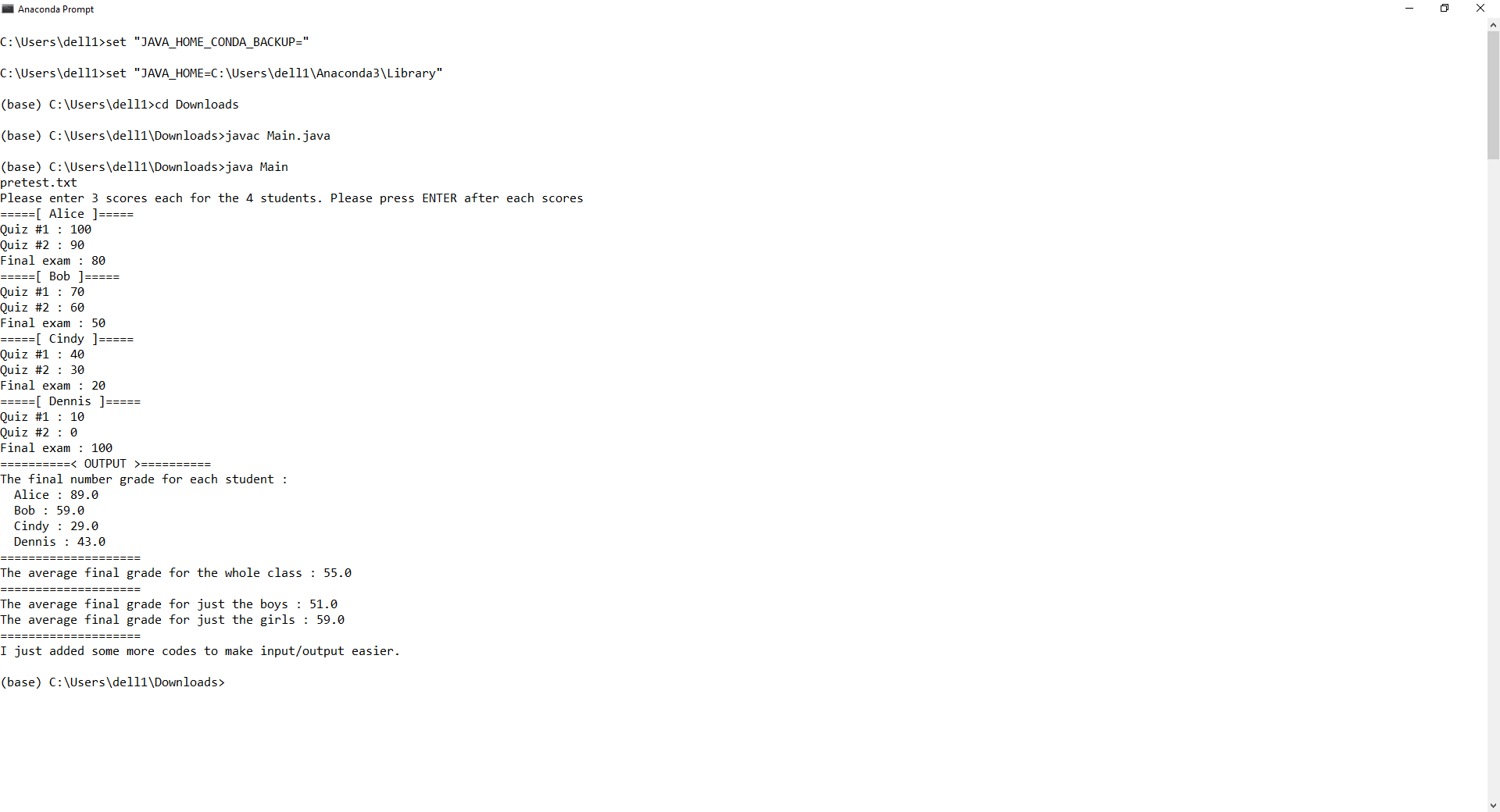 Anaconda Prompt
C:\Users\dell1>set "JAVA_HOME_CONDA_BACKUP="
C:\Users\dell1>set "JAVA_HOME=C:\Users\dell1\Anaconda3\Library"
(base) C:\Users\dell1>cd Downloads
(base) C:\Users\dell1\Downloads>javac Main.java
(base) C:\Users\dell1\Downloads>java Main
pretest.txt
Please enter 3 scores each for the 4 students. Please press ENTER after each scores
=====[ Alice ]=====
Quiz #1 : 100
Quiz #2 : 90
Final exam : 80
=====[ Bob ]=====
Quiz #1 : 70
Quiz #2 : 60
Final exam : 50
=====[ Cindy ]=====
Quiz #1 : 40
Quiz #2 : 30
Final exam : 20
=====[ Dennis ]=====
Quiz #1 : 10
Quiz #2 : 0
Final exam : 100
==========< OUTPUT >==========
The final number grade for each student :
  Alice : 89.0
  Bob : 59.0
  Cindy : 29.0
  Dennis : 43.0
====================
The average final grade for the whole class : 55.0
====================
The average final grade for just the boys : 51.0
The average final grade for just the girls : 59.0
====================
I just added some more codes to make input/output easier.
(base) C:\Users\dell1\Downloads>